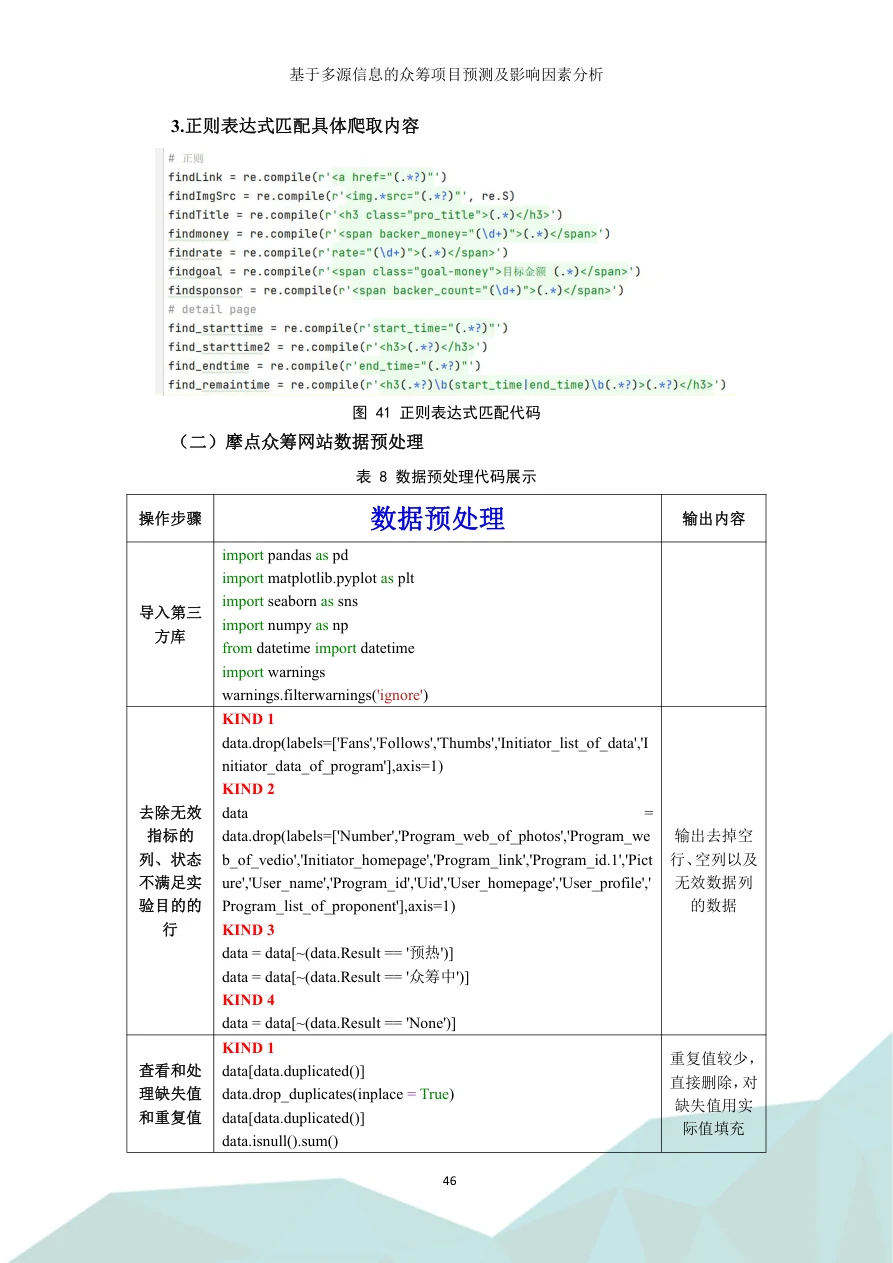 基于多源信息的众筹项目预测及影响因素分析
3.正则表达式匹配具体爬取内容
# 正则
findLink = re.compile(r'<a href="(.*?)"')
findImgSrc = re.compile(r'<img.*src="(.*?)"', re.S)
findTitle = re.compile(r'<h3 class="pro_title">(.*)</h3>')
findmoney = re.compile(r'<span backer_money="(\d+)">(.*)</span>')
findrate = re.compile(r'rate="(\d+)">(.*)</span>')
findgoal = re.compile(r'<span class="goal-money">目标金额 (.*)</span>')
findsponsor = re.compile(r'<span backer_count="(\d+)">(.*)</span>')
# detail page
find_starttime = re.compile(r'start_time="(.*?)"')
find_starttime2 = re.compile(r'<h3>(.*?)</h3>')
find_endtime = re.compile(r'end_time="(.*?)"')
find_remaintime = re.compile(r'<h3(.*?)\b(start_time|end_time)\b(.*?)>(.*?)</h3>')
图 41 正则表达式匹配代码
（二）摩点众筹网站数据预处理
表 8 数据预处理代码展示
操作步骤
数据预处理
输出内容
导入第三
方库
import pandas as pd
import matplotlib.pyplot as plt
import seaborn as sns
import numpy as np
from datetime import datetime
import warnings
warnings.filterwarnings('ignore')
去除无效
指标的
列、状态
不满足实
验目的的
行
KIND 1
data.drop(labels=['Fans','Follows','Thumbs','Initiator_list_of_data','I
nitiator_data_of_program'],axis=1)
KIND 2
data =
data.drop(labels=['Number','Program_web_of_photos','Program_we
b_of_vedio','Initiator_homepage','Program_link','Program_id.1','Pict
ure','User_name','Program_id','Uid','User_homepage','User_profile','
Program_list_of_proponent'],axis=1)
KIND 3
data = data[~(data.Result == '预热')]
data = data[~(data.Result == '众筹中')]
KIND 4
data = data[~(data.Result == 'None')]
输出去掉空
行、空列以及
无效数据列
的数据
查看和处
理缺失值
和重复值
KIND 1
data[data.duplicated()]
data.drop_duplicates(inplace = True)
data[data.duplicated()]
data.isnull().sum()
重复值较少，
直接删除，对
缺失值用实
际值填充
46